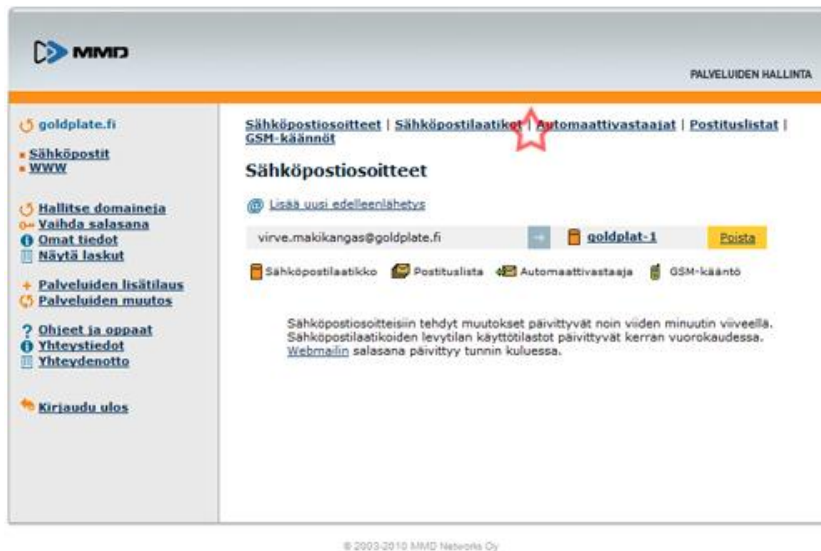 MMD
PALVELUIDEN HALLINTA
goldplate.fi
Sähköpostit
WWW
Hallitse domaineja
Vaihda salasana
Omat tiedot
Näytä laskut
Palveluiden lisätilaus
Palveluiden muutos
Ohjeet ja oppaat
Yhteystiedot
Yhteydenotto
Kirjaudu ulos
Sähköpostiosoitteet | Sähköpostilaatikot | Automaattivastaajat | Postituslistat |
GSM-käännöt
Sähköpostiosoitteet
Lisää uusi edelleenlähetys
virve.makikangas@goldplate.fi goldplat-1 Poista
Sähköpostilaatikko Postituslista Automaattivastaaja GSM-kääntö
Sähköpostiosoitteisiin tehdyt muutokset päivittyvät noin viiden minuutin viiveellä.
Sähköpostilaatikoiden levytilan käyttötilastot päivittyvät kerran vuorokaudessa.
Webmailin salasana päivittyy tunnin kuluessa.
© 2003-2010 MMD Networks Oy